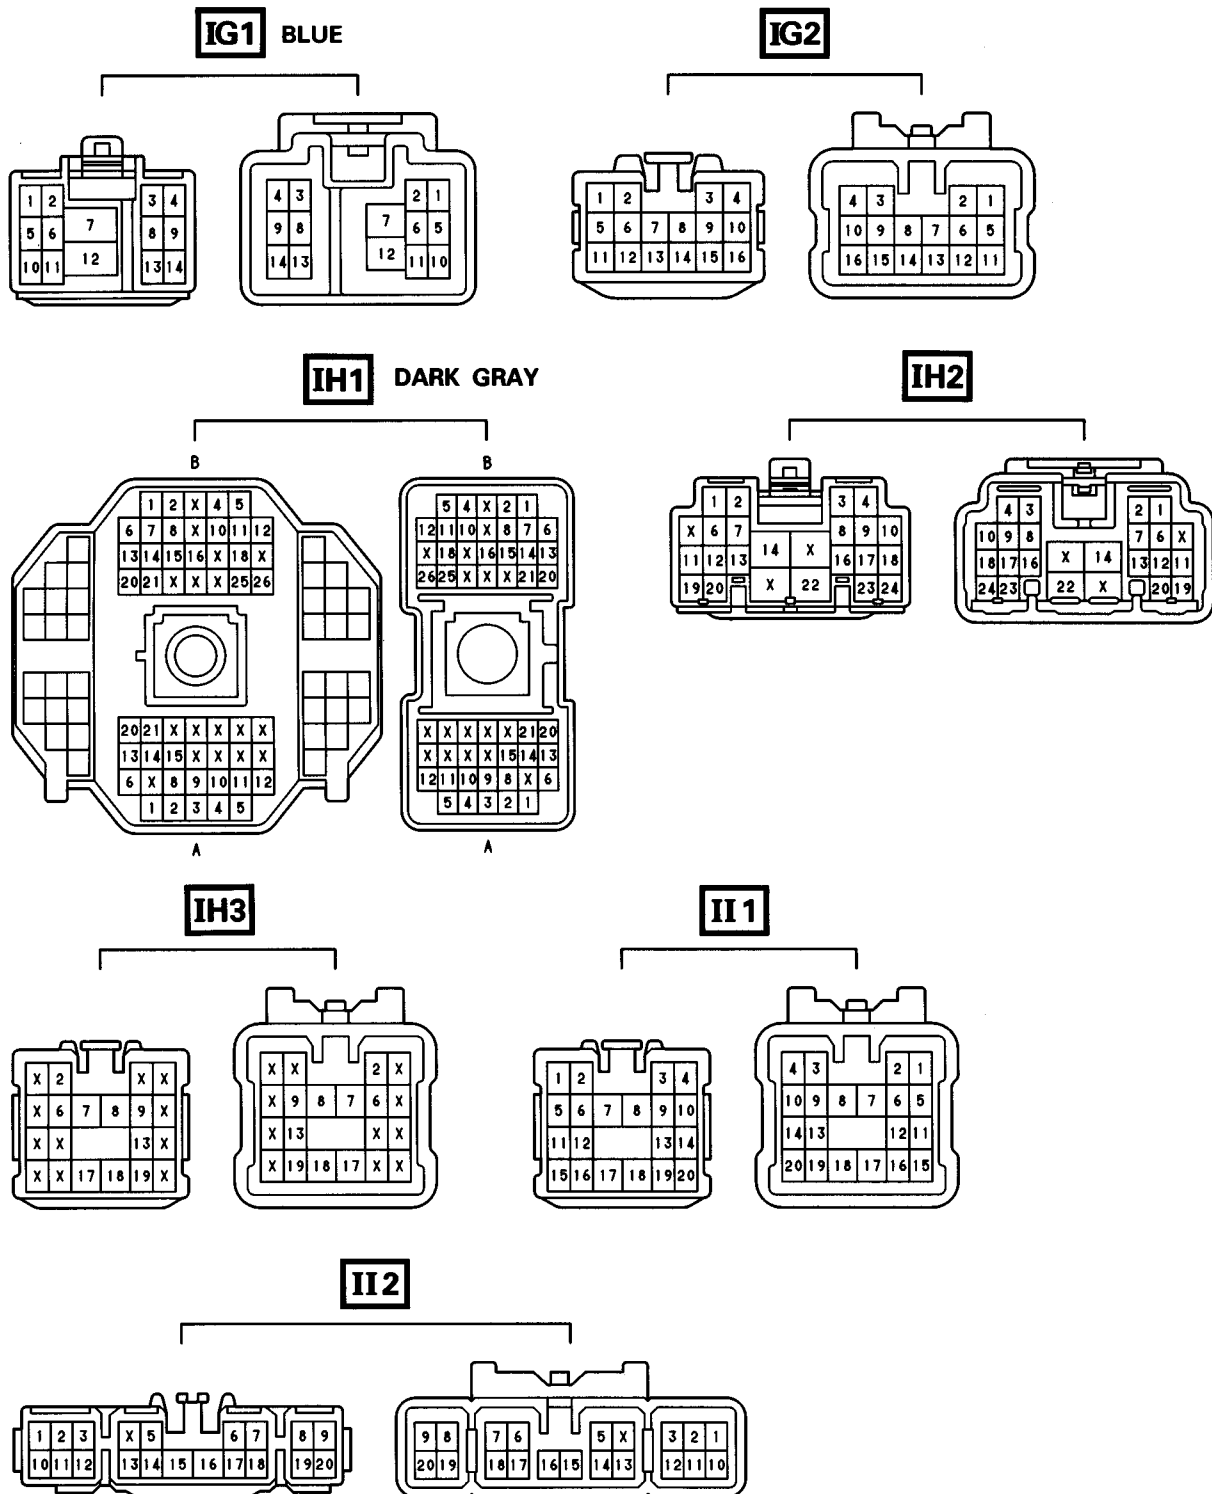 IG1 BLUE
1 2 3 4
5 6 7 8 9
10 11 12 13 14
4 3 2 1
9 8 7 6 5
14 13 12 11 10
IG2
1 2 3 4
5 6 7 8 9 10
11 12 13 14 15 16
4 3 2 1
10 9 8 7 6 5
16 15 14 13 12 11
IH1 DARK GRAY
B
1 2 X 4 5
6 7 8 X 10 11 12
13 14 15 16 X 18 X
20 21 X X X 25 26
20 21 X X X X X
13 14 15 X X X X
6 X 8 9 10 11 12
1 2 3 4 5
A
B
5 4 X 2 1
12 11 10 X 8 7 6
X 18 X 16 15 14 13
26 25 X X X 21 20
X X X X X 21 20
X X X X 15 14 13
12 11 10 9 8 X 6
5 4 3 2 1
A
IH2
1 2 3 4
X 6 7 8 9 10
11 12 13 14 X 16 17 18
19 20 X 22 23 24
4 3 2 1
10 9 8 7 6 X
18 17 16 X 14 13 12 11
24 23 22 X 20 19
IH3
X 2 X X
X 6 7 8 9 X
X X 13 X
X X 17 18 19 X
X X 2 X
X 9 8 7 6 X
X 13 X X
X 19 18 17 X X
II1
1 2 3 4
5 6 7 8 9 10
11 12 13 14
15 16 17 18 19 20
4 3 2 1
10 9 8 7 6 5
14 13 12 11
20 19 18 17 16 15
II2
1 2 3 X 5 6 7 8 9
10 11 12 13 14 15 16 17 18 19 20
9 8 7 6 5 X 3 2 1
20 19 18 17 16 15 14 13 12 11 10